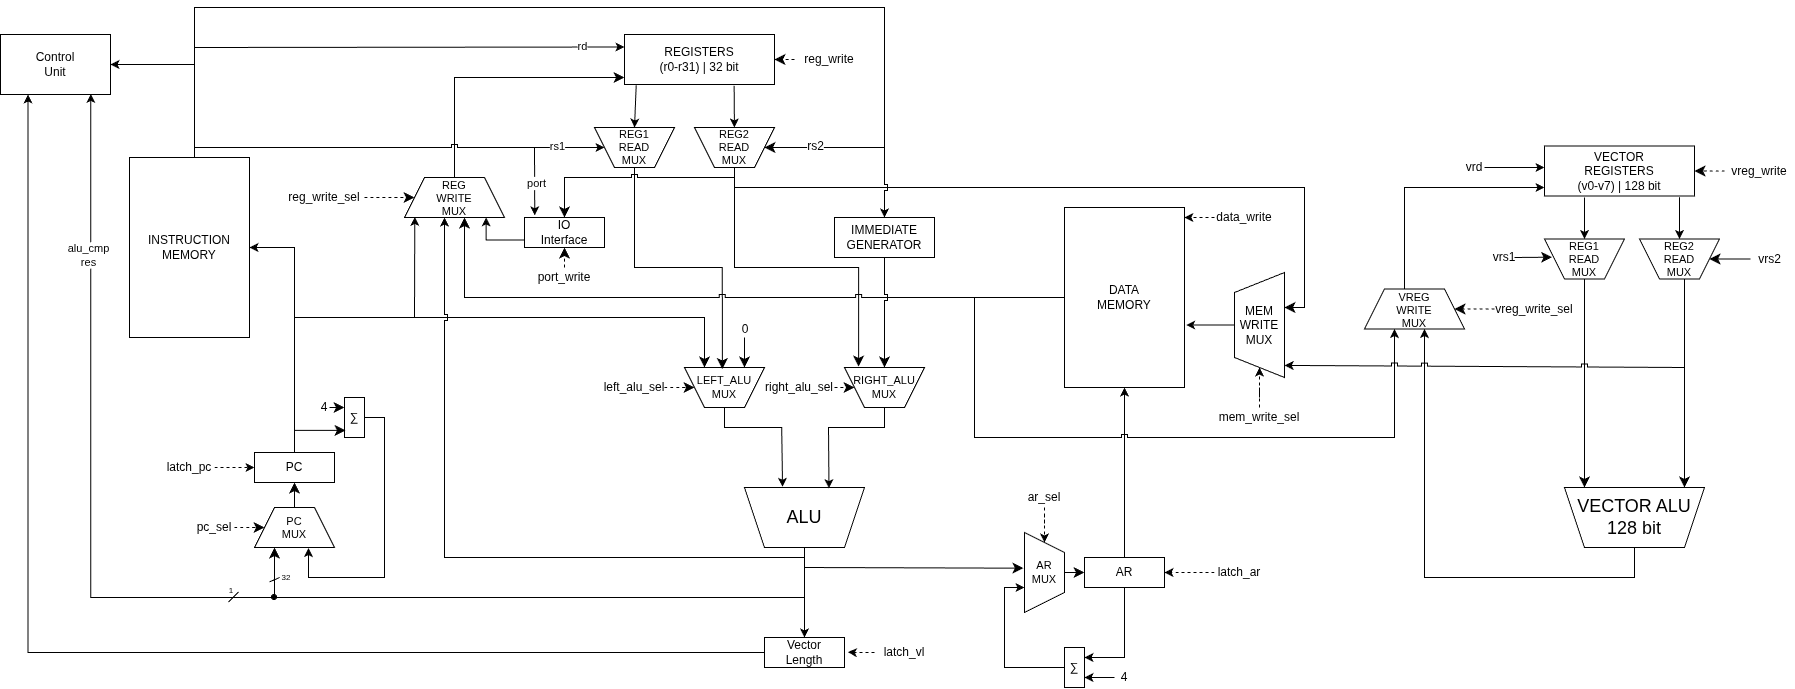 Control
Unit
rd
REGISTERS
(r0-r31) | 32 bit
reg_write
REG1
READ
MUX
REG2
READ
MUX
rs1
rs2
port
reg_write_sel
REG
WRITE
MUX
IO
Interface
port_write
IMMEDIATE
GENERATOR
INSTRUCTION
MEMORY
alu_cmp
res
data_write
DATA
MEMORY
MEM
WRITE
MUX
mem_write_sel
vrd
VECTOR
REGISTERS
(v0-v7) | 128 bit
vreg_write
vrs1
REG1
READ
MUX
REG2
READ
MUX
vrs2
VREG
WRITE
MUX
vreg_write_sel
0
left_alu_sel
LEFT_ALU
MUX
right_alu_sel
RIGHT_ALU
MUX
4
∑
latch_pc
PC
pc_sel
PC
MUX
32
1
ALU
ar_sel
AR
MUX
AR
latch_ar
VECTOR ALU
128 bit
Vector
Length
latch_vl
∑
4